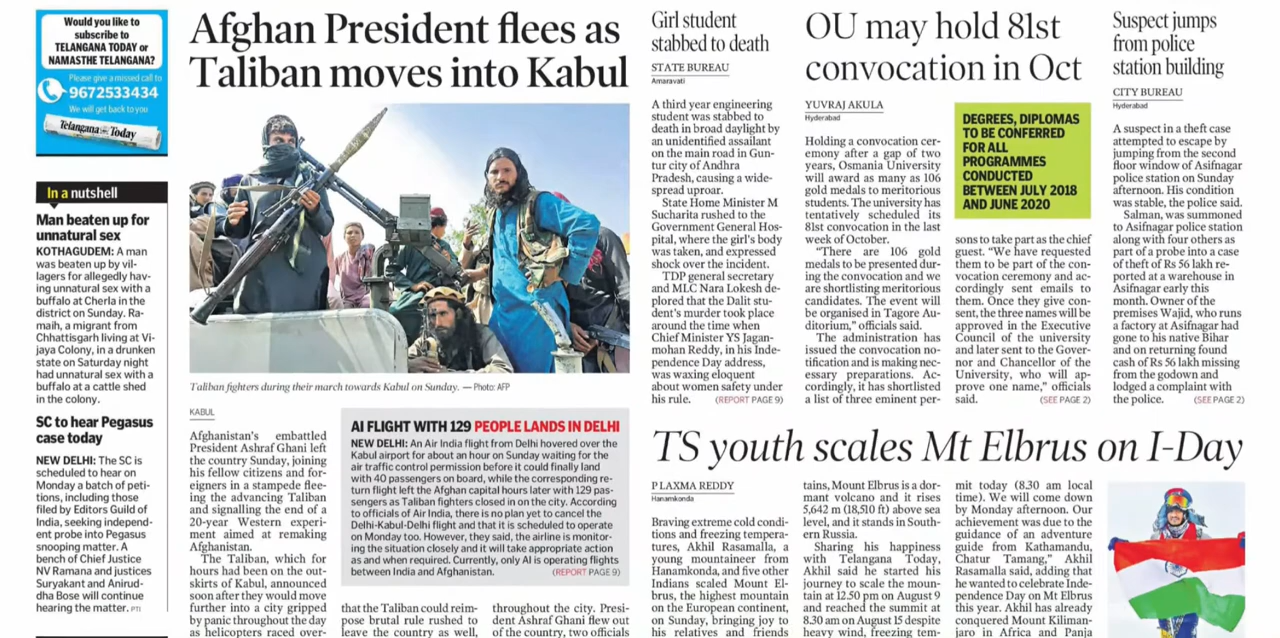 Would you like to
subscribe to
TELANGANA TODAY or
NAMASTHE TELANGANA?
Please give a missed call to
9672533434
We will get back to you
Telangana Today
In a nutshell
Man beaten up for
unnatural sex
KOTHAGUDEM: A man
was beaten up by vil-
lagers for allegedly hav-
ing unnatural sex with a
buffalo at Cherla in the
district on Sunday. Ra-
maih, a migrant from
Chhattisgarh living at Vi-
jaya Colony, in a drunken
state on Saturday night
had unnatural sex with a
buffalo at a cattle shed
in the colony.
SC to hear Pegasus
case today
NEW DELHI: The SC is
scheduled to hear on
Monday a batch of peti-
tions, including those
filed by Editors Guild of
India, seeking independ-
ent probe into Pegasus
snooping matter. A
bench of Chief Justice
NV Ramana and justices
Suryakant and Anirud-
dha Bose will continue
hearing the matter. PTI
Afghan President flees as
Taliban moves into Kabul
Taliban fighters during their march towards Kabul on Sunday. — Photo: AFP
KABUL
Afghanistan's embattled
President Ashraf Ghani left
the country Sunday, joining
his fellow citizens and for-
eigners in a stampede flee-
ing the advancing Taliban
and signalling the end of a
20-year Western experi-
ment aimed at remaking
Afghanistan.
The Taliban, which for
hours had been on the out-
skirts of Kabul, announced
soon after they would move
further into a city gripped
by panic throughout the day
as helicopters raced over-
AI FLIGHT WITH 129 PEOPLE LANDS IN DELHI
NEW DELHI: An Air India flight from Delhi hovered over the
Kabul airport for about an hour on Sunday waiting for the
air traffic control permission before it could finally land
with 40 passengers on board, while the corresponding re-
turn flight left the Afghan capital hours later with 129 pas-
sengers as Taliban fighters closed in on the city. According
to officials of Air India, there is no plan yet to cancel the
Delhi-Kabul-Delhi flight and that it is scheduled to operate
on Monday too. However, they said, the airline is monitor-
ing the situation closely and it will take appropriate action
as and when required. Currently, only AI is operating flights
between India and Afghanistan. (REPORT PAGE 9)
that the Taliban could reim-
pose brutal rule rushed to
leave the country as well,
throughout the city. Presi-
dent Ashraf Ghani flew out
of the country, two officials
Girl student
stabbed to death
STATE BUREAU
Amaravati
A third year engineering
student was stabbed to
death in broad daylight by
an unidentified assailant
on the main road in Gun-
tur city of Andhra
Pradesh, causing a wide-
spread uproar.
State Home Minister M
Sucharita rushed to the
Government General Hos-
pital, where the girl's body
was taken, and expressed
shock over the incident.
TDP general secretary
and MLC Nara Lokesh de-
plored that the Dalit stu-
dent's murder took place
around the time when
Chief Minister YS Jagan-
mohan Reddy, in his Inde-
pendence Day address,
was waxing eloquent
about women safety under
his rule. (REPORT PAGE 9)
OU may hold 81st
convocation in Oct
YUVRAJ AKULA
Hyderabad
Holding a convocation cer-
emony after a gap of two
years, Osmania University
will award as many as 106
gold medals to meritorious
students. The university has
tentatively scheduled its
81st convocation in the last
week of October.
"There are 106 gold
medals to be presented dur-
ing the convocation and we
are shortlisting meritorious
candidates. The event will
be organised in Tagore Au-
ditorium," officials said.
The administration has
issued the convocation no-
tification and is making nec-
essary preparations. Ac-
cordingly, it has shortlisted
a list of three eminent per-
DEGREES, DIPLOMAS
TO BE CONFERRED
FOR ALL
PROGRAMMES
CONDUCTED
BETWEEN JULY 2018
AND JUNE 2020
sons to take part as the chief
guest. "We have requested
them to be part of the con-
vocation ceremony and ac-
cordingly sent emails to
them. Once they give con-
sent, the three names will be
approved in the Executive
Council of the university
and later sent to the Gover-
nor and Chancellor of the
University, who will ap-
prove one name," officials
said. (SEE PAGE 2)
Suspect jumps
from police
station building
CITY BUREAU
Hyderabad
A suspect in a theft case
attempted to escape by
jumping from the second
floor window of Asifnagar
police station on Sunday
afternoon. His condition
was stable, the police said.
Salman, was summoned
to Asifnagar police station
along with four others as
part of a probe into a case
of theft of Rs 56 lakh re-
ported at a warehouse in
Asifnagar early this
month. Owner of the
premises Wajid, who runs
a factory at Asifnagar had
gone to his native Bihar
and on returning found
cash of Rs 56 lakh missing
from the godown and
lodged a complaint with
the police. (SEE PAGE 2)
TS youth scales Mt Elbrus on I-Day
P LAXMA REDDY
Hanamkonda
Braving extreme cold condi-
tions and freezing tempera-
tures, Akhil Rasamalla, a
young mountaineer from
Hanamkonda, and five other
Indians scaled Mount El-
brus, the highest mountain
on the European continent,
on Sunday, bringing joy to
his relatives and friends
tains, Mount Elbrus is a dor-
mant volcano and it rises
5,642 m (18,510 ft) above sea
level, and it stands in South-
ern Russia.
Sharing his happiness
with Telangana Today,
Akhil said he started his
journey to scale the moun-
tain at 12.50 pm on August 9
and reached the summit at
8.30 am on August 15 despite
heavy wind, freezing tem-
mit today (8.30 am local
time). We will come down
by Monday afternoon. Our
achievement was due to the
guidance of an adventure
guide from Kathamandu,
Chatur Tamang," Akhil
Rasamalla said, adding that
he wanted to celebrate Inde-
pendence Day on Mt Elbrus
this year. Akhil has already
conquered Mount Kiliman-
jaro in Africa and Panja